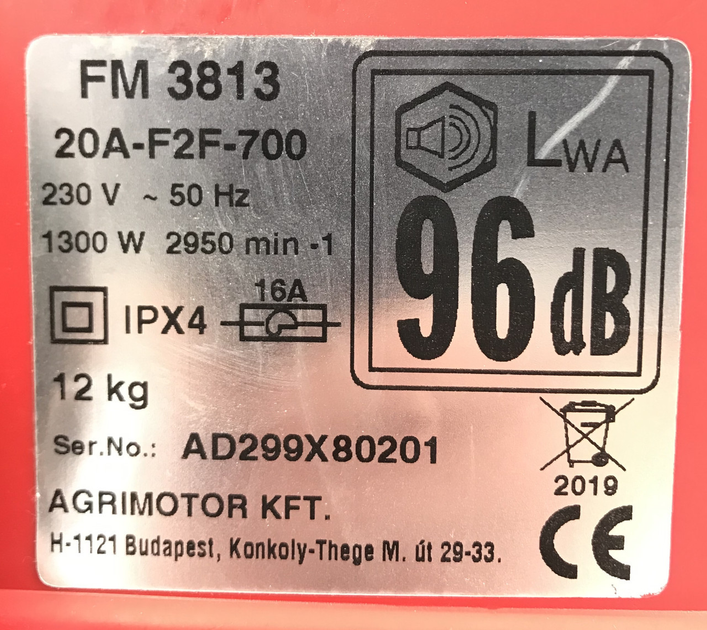 FM 3813
20A-F2F-700
230 V ~ 50 Hz
1300 W 2950 min -1
IPX4 16A
12 kg
Ser.No.: AD299X80201
AGRIMOTOR KFT.
H-1121 Budapest, Konkoly-Thege M. út 29-33.
LWA
96 dB
2019
CE